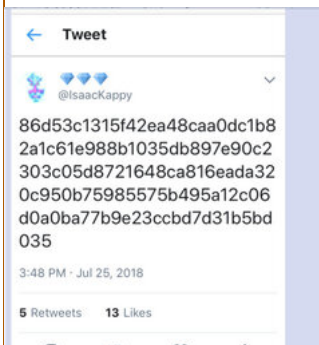 Tweet
@IsaacKappy
86d53c1315f42ea48caa0dc1b8
2a1c61e988b1035db897e90c2
303c05d8721648ca816eada32
0c950b75985575b495a12c06
d0a0ba77b9e23ccbd7d31b5bd
035
3:48 PM · Jul 25, 2018
5 Retweets 13 Likes